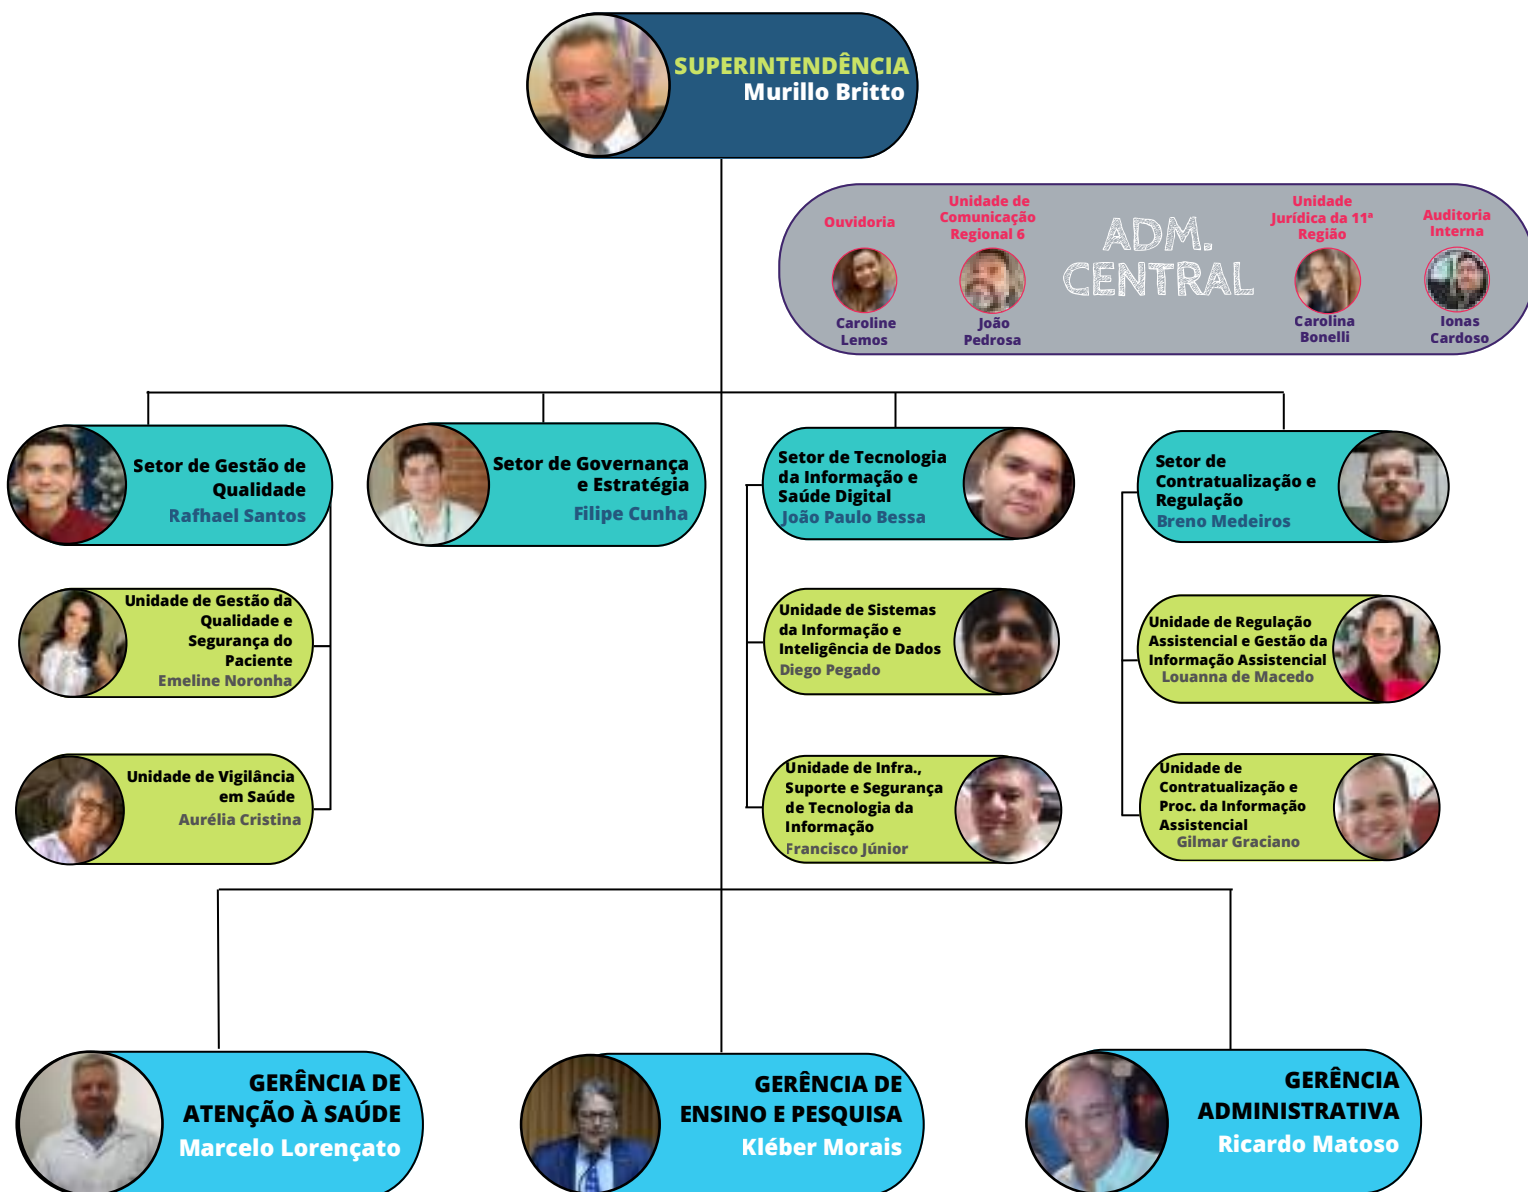 SUPERINTENDÊNCIA
Murillo Britto
Ouvidoria
Caroline
Lemos
Unidade de
Comunicação
Regional 6
João
Pedrosa
ADM.
CENTRAL
Unidade
Jurídica da 11ª
Região
Carolina
Bonelli
Auditoria
Interna
Ionas
Cardoso
Setor de Gestão de
Qualidade
Rafhael Santos
Setor de Governança
e Estratégia
Filipe Cunha
Setor de Tecnologia
da Informação e
Saúde Digital
João Paulo Bessa
Setor de
Contratualização e
Regulação
Breno Medeiros
Unidade de Gestão da
Qualidade e
Segurança do
Paciente
Emeline Noronha
Unidade de Sistemas
da Informação e
Inteligência de Dados
Diego Pegado
Unidade de Regulação
Assistencial e Gestão da
Informação Assistencial
Louanna de Macedo
Unidade de Vigilância
em Saúde
Aurélia Cristina
Unidade de Infra.,
Suporte e Segurança
de Tecnologia da
Informação
Francisco Júnior
Unidade de
Contratualização e
Proc. da Informação
Assistencial
Gilmar Graciano
GERÊNCIA DE
ATENÇÃO À SAÚDE
Marcelo Lorençato
GERÊNCIA DE
ENSINO E PESQUISA
Kléber Morais
GERÊNCIA
ADMINISTRATIVA
Ricardo Matoso